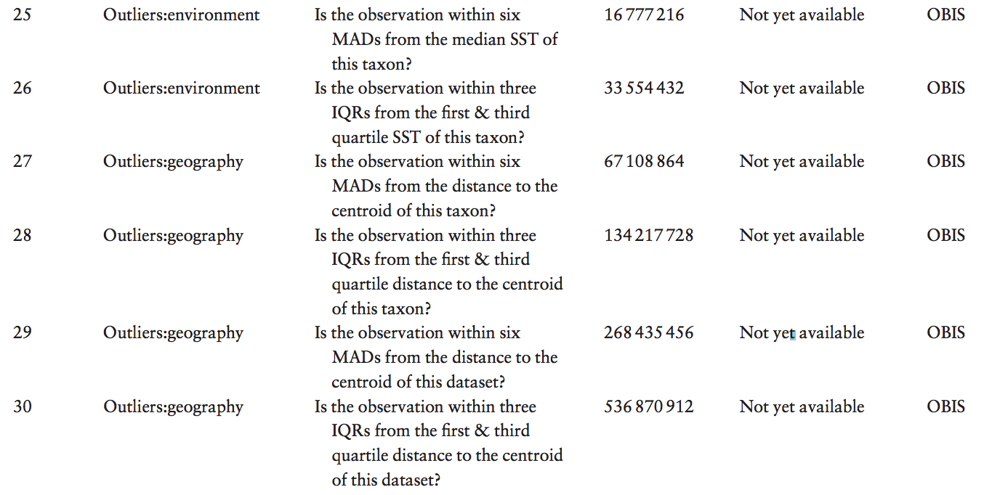 25 Outliers:environment Is the observation within six 16 777 216 Not yet available OBIS
MADs from the median SST of
this taxon?
26 Outliers:environment Is the observation within three 33 554 432 Not yet available OBIS
IQRs from the first & third
quartile SST of this taxon?
27 Outliers:geography Is the observation within six 67 108 864 Not yet available OBIS
MADs from the distance to the
centroid of this taxon?
28 Outliers:geography Is the observation within three 134 217 728 Not yet available OBIS
IQRs from the first & third
quartile distance to the centroid
of this taxon?
29 Outliers:geography Is the observation within six 268 435 456 Not yet available OBIS
MADs from the distance to the
centroid of this dataset?
30 Outliers:geography Is the observation within three 536 870 912 Not yet available OBIS
IQRs from the first & third
quartile distance to the centroid
of this dataset?